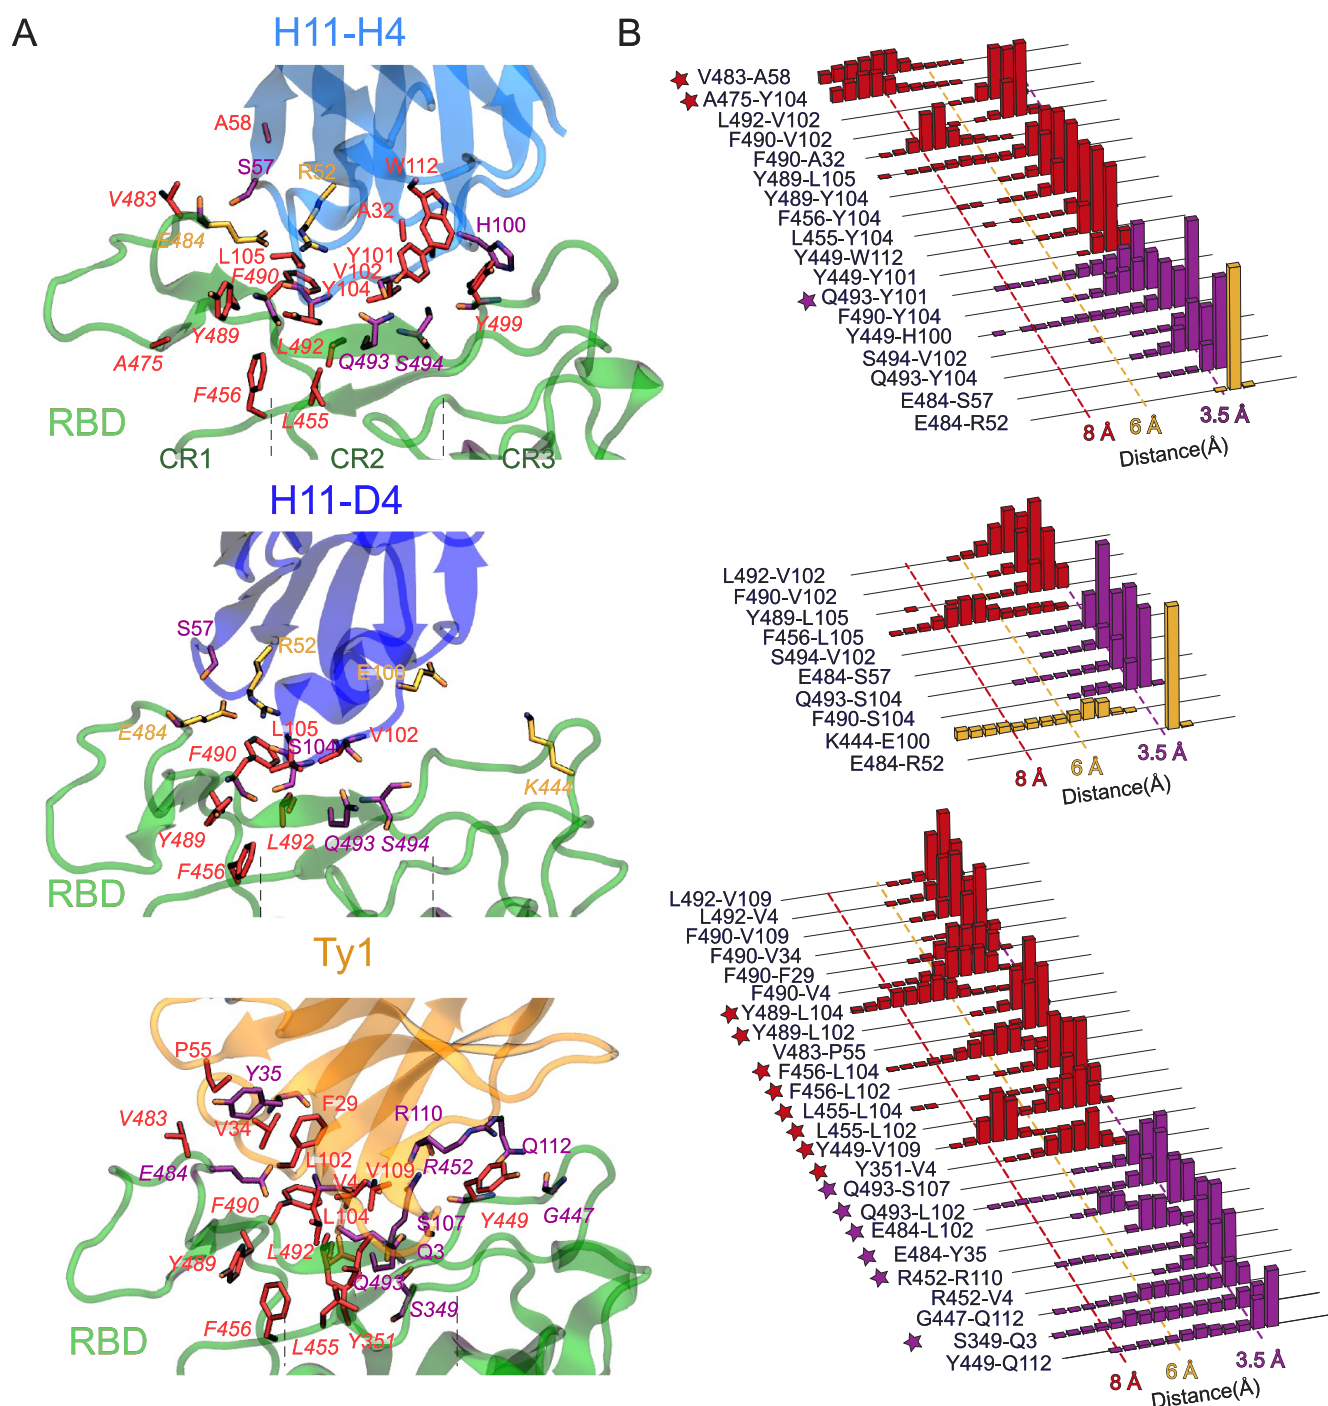 A
B
H11-H4
A58
S57
R52
W112
V483
A32
H100
E484
L105
Y101
F490
V102
Y104
Y489
Y499
A475
L492
Q493
S494
F456
L455
RBD
CR1
CR2
CR3
V483-A58
A475-Y104
L492-V102
F490-V102
F490-A32
Y489-L105
Y489-Y104
F456-Y104
L455-Y104
Y449-W112
Y449-Y101
Q493-Y101
F490-Y104
Y449-H100
S494-V102
Q493-Y104
E484-S57
E484-R52
8 Å
6 Å
3.5 Å
Distance(Å)
H11-D4
S57
R52
E100
E484
L105
S104
V102
F490
K444
Y489
L492
Q493
S494
F456
RBD
L492-V102
F490-V102
Y489-L105
F456-L105
S494-V102
E484-S57
Q493-S104
F490-S104
K444-E100
E484-R52
8 Å
6 Å
3.5 Å
Distance(Å)
Ty1
P55
Y35
F29
R110
V483
V34
Q112
L102
R452
E484
V109
V4
F490
L104
S107
Y449
G447
L492
Q3
Y489
Q493
S349
F456
L455
Y351
RBD
L492-V109
L492-V4
F490-V109
F490-V34
F490-F29
F490-V4
Y489-L104
Y489-L102
V483-P55
F456-L104
F456-L102
L455-L104
L455-L102
Y449-V109
Y351-V4
Q493-S107
Q493-L102
E484-L102
E484-Y35
R452-R110
R452-V4
G447-Q112
S349-Q3
Y449-Q112
8 Å
6 Å
3.5 Å
Distance(Å)